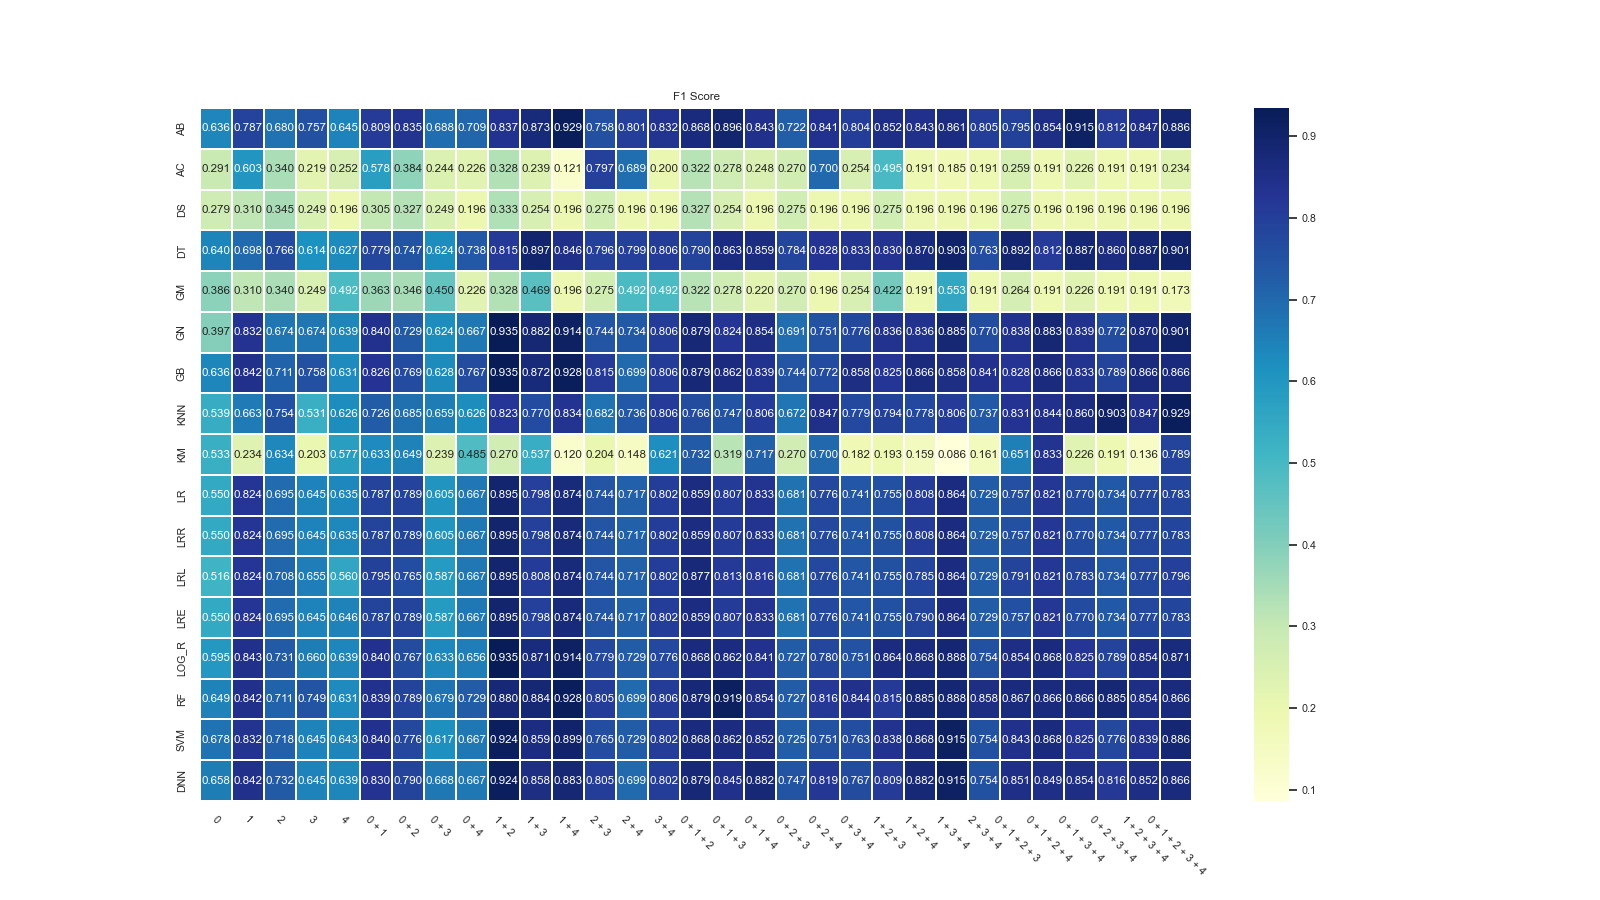 F1 Score
AB 0.636 0.787 0.680 0.757 0.645 0.809 0.835 0.688 0.709 0.837 0.873 0.929 0.758 0.801 0.832 0.868 0.896 0.843 0.722 0.841 0.804 0.852 0.843 0.861 0.805 0.795 0.854 0.915 0.812 0.847 0.886
0.9
AC 0.291 0.603 0.340 0.219 0.252 0.578 0.384 0.244 0.226 0.328 0.239 0.121 0.797 0.689 0.200 0.322 0.278 0.248 0.270 0.700 0.254 0.495 0.191 0.185 0.191 0.259 0.191 0.226 0.191 0.191 0.234
DS 0.279 0.310 0.345 0.249 0.196 0.305 0.327 0.249 0.196 0.333 0.254 0.196 0.275 0.196 0.196 0.327 0.254 0.196 0.275 0.196 0.196 0.275 0.196 0.196 0.196 0.275 0.196 0.196 0.196 0.196 0.196
0.8
DT 0.640 0.698 0.766 0.614 0.627 0.779 0.747 0.624 0.738 0.815 0.897 0.846 0.796 0.799 0.806 0.790 0.863 0.859 0.784 0.828 0.833 0.830 0.870 0.903 0.763 0.892 0.812 0.887 0.860 0.887 0.901
GM 0.386 0.310 0.340 0.249 0.492 0.363 0.346 0.450 0.226 0.328 0.469 0.196 0.275 0.492 0.492 0.322 0.278 0.220 0.270 0.196 0.254 0.422 0.191 0.553 0.191 0.264 0.191 0.226 0.191 0.191 0.173
0.7
GN 0.397 0.832 0.674 0.674 0.639 0.840 0.729 0.624 0.667 0.935 0.882 0.914 0.744 0.734 0.806 0.879 0.824 0.854 0.691 0.751 0.776 0.836 0.836 0.885 0.770 0.838 0.883 0.839 0.772 0.870 0.901
GB 0.636 0.842 0.711 0.758 0.631 0.826 0.769 0.628 0.767 0.935 0.872 0.928 0.815 0.699 0.806 0.879 0.862 0.839 0.744 0.772 0.858 0.825 0.866 0.858 0.841 0.828 0.866 0.833 0.789 0.866 0.866
0.6
KNN 0.539 0.663 0.754 0.531 0.626 0.726 0.685 0.659 0.626 0.823 0.770 0.834 0.682 0.736 0.806 0.766 0.747 0.806 0.672 0.847 0.779 0.794 0.778 0.806 0.737 0.831 0.844 0.860 0.903 0.847 0.929
KM 0.533 0.234 0.634 0.203 0.577 0.633 0.649 0.239 0.485 0.270 0.537 0.120 0.204 0.148 0.621 0.732 0.319 0.717 0.270 0.700 0.182 0.193 0.159 0.086 0.161 0.651 0.833 0.226 0.191 0.136 0.789
0.5
LR 0.550 0.824 0.695 0.645 0.635 0.787 0.789 0.605 0.667 0.895 0.798 0.874 0.744 0.717 0.802 0.859 0.807 0.833 0.681 0.776 0.741 0.755 0.808 0.864 0.729 0.757 0.821 0.770 0.734 0.777 0.783
LRR 0.550 0.824 0.695 0.645 0.635 0.787 0.789 0.605 0.667 0.895 0.798 0.874 0.744 0.717 0.802 0.859 0.807 0.833 0.681 0.776 0.741 0.755 0.808 0.864 0.729 0.757 0.821 0.770 0.734 0.777 0.783
0.4
LRL 0.516 0.824 0.708 0.655 0.560 0.795 0.765 0.587 0.667 0.895 0.808 0.874 0.744 0.717 0.802 0.877 0.813 0.816 0.681 0.776 0.741 0.755 0.785 0.864 0.729 0.791 0.821 0.783 0.734 0.777 0.796
LRE 0.550 0.824 0.695 0.645 0.646 0.787 0.789 0.587 0.667 0.895 0.798 0.874 0.744 0.717 0.802 0.859 0.807 0.833 0.681 0.776 0.741 0.755 0.790 0.864 0.729 0.757 0.821 0.770 0.734 0.777 0.783
0.3
LOG_R 0.595 0.843 0.731 0.660 0.639 0.840 0.767 0.633 0.656 0.935 0.871 0.914 0.779 0.729 0.776 0.868 0.862 0.841 0.727 0.780 0.751 0.864 0.868 0.888 0.754 0.854 0.868 0.825 0.789 0.854 0.871
RF 0.649 0.842 0.711 0.749 0.631 0.839 0.789 0.679 0.729 0.880 0.884 0.928 0.805 0.699 0.806 0.879 0.919 0.854 0.727 0.816 0.844 0.815 0.885 0.888 0.858 0.867 0.866 0.866 0.885 0.854 0.866
0.2
SVM 0.678 0.832 0.718 0.645 0.643 0.840 0.776 0.617 0.667 0.924 0.859 0.899 0.765 0.729 0.802 0.868 0.862 0.852 0.725 0.751 0.763 0.838 0.868 0.915 0.754 0.843 0.868 0.825 0.776 0.839 0.886
DNN 0.658 0.842 0.732 0.645 0.639 0.830 0.790 0.668 0.667 0.924 0.858 0.883 0.805 0.699 0.802 0.879 0.845 0.882 0.747 0.819 0.767 0.809 0.882 0.915 0.754 0.851 0.849 0.854 0.816 0.852 0.866
0.1
0
1
2
3
4
0 + 1
0 + 2
0 + 3
0 + 4
1 + 2
1 + 3
1 + 4
2 + 3
2 + 4
3 + 4
0 + 1 + 2
0 + 1 + 3
0 + 1 + 4
0 + 2 + 3
0 + 2 + 4
0 + 3 + 4
1 + 2 + 3
1 + 2 + 4
1 + 3 + 4
2 + 3 + 4
0 + 1 + 2 + 3
0 + 1 + 2 + 4
0 + 1 + 3 + 4
0 + 2 + 3 + 4
1 + 2 + 3 + 4
0 + 1 + 2 + 3 + 4